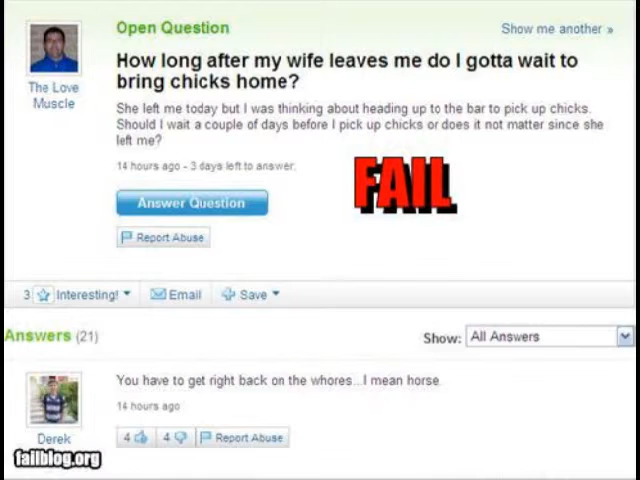 Open Question
Show me another »
How long after my wife leaves me do I gotta wait to
bring chicks home?
The Love
Muscle
She left me today but I was thinking about heading up to the bar to pick up chicks.
Should I wait a couple of days before I pick up chicks or does it not matter since she
left me?
14 hours ago - 3 days left to answer.
FAIL
Answer Question
Report Abuse
3 Interesting! Email Save
Answers (21)
Show: All Answers
You have to get right back on the whores...I mean horse.
14 hours ago
Derek
4 4 Report Abuse
failblog.org